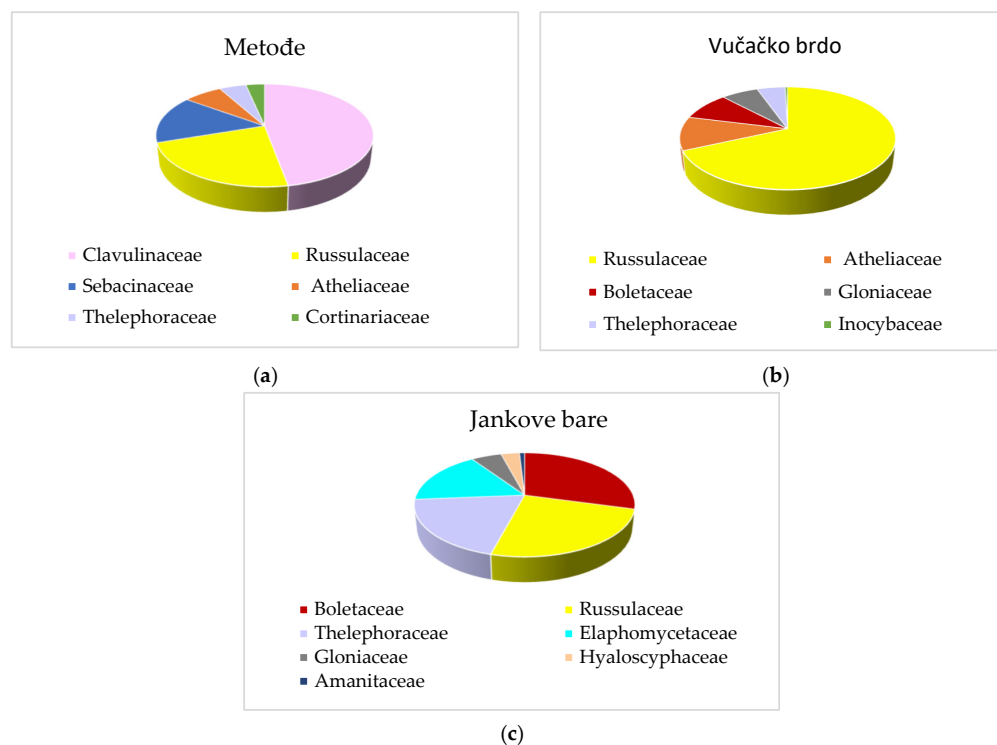 Metođe
Clavulinaceae Russulaceae
Sebacinaceae Atheliaceae
Thelephoraceae Cortinariaceae
(a)
Vučačko brdo
Russulaceae Atheliaceae
Boletaceae Gloniaceae
Thelephoraceae Inocybaceae
(b)
Jankove bare
Boletaceae Russulaceae
Thelephoraceae Elaphomycetaceae
Gloniaceae Hyaloscyphaceae
Amanitaceae
(c)